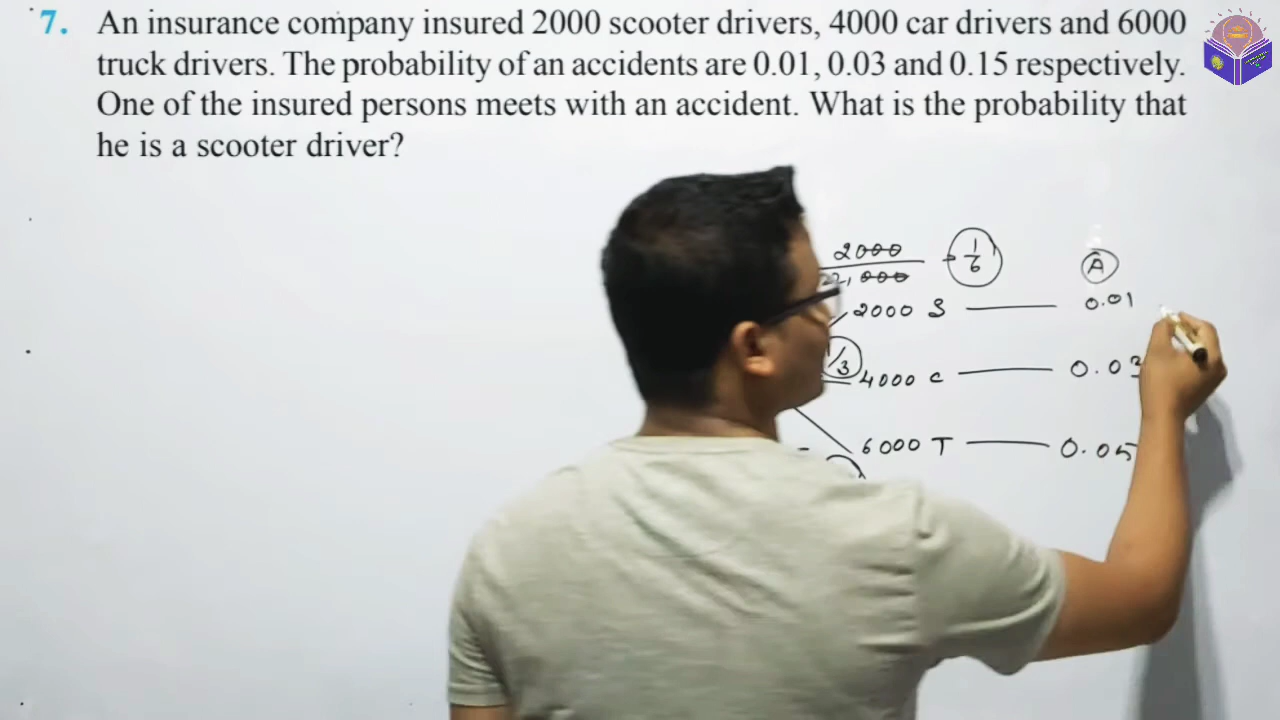 7. An insurance company insured 2000 scooter drivers, 4000 car drivers and 6000
truck drivers. The probability of an accidents are 0.01, 0.03 and 0.15 respectively.
One of the insured persons meets with an accident. What is the probability that
he is a scooter driver?
2000 1/6 A
000
2000 S 0.01
1/3 4000 C 0.03
6000 T 0.05